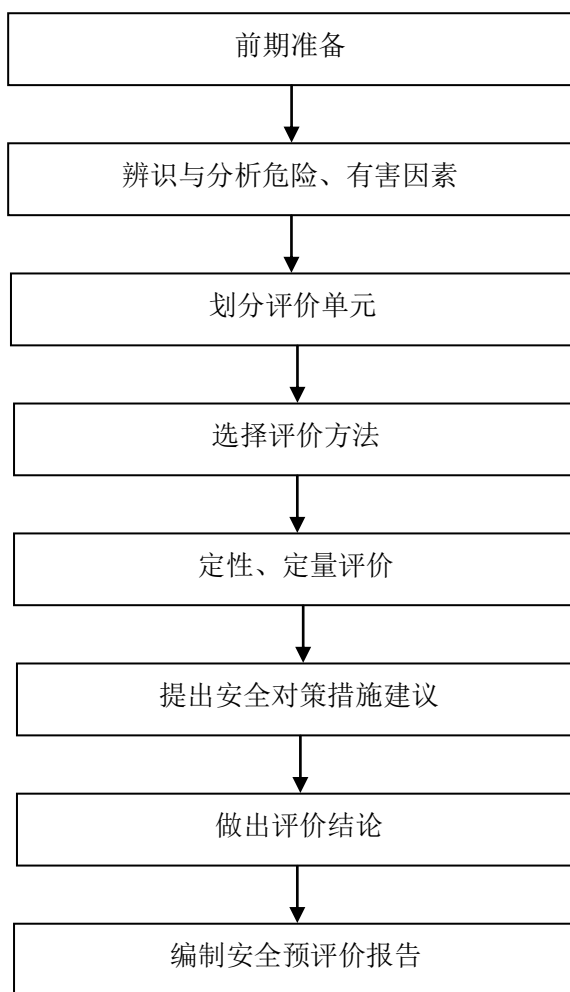 前期准备
辨识与分析危险、有害因素
划分评价单元
选择评价方法
定性、定量评价
提出安全对策措施建议
做出评价结论
编制安全预评价报告